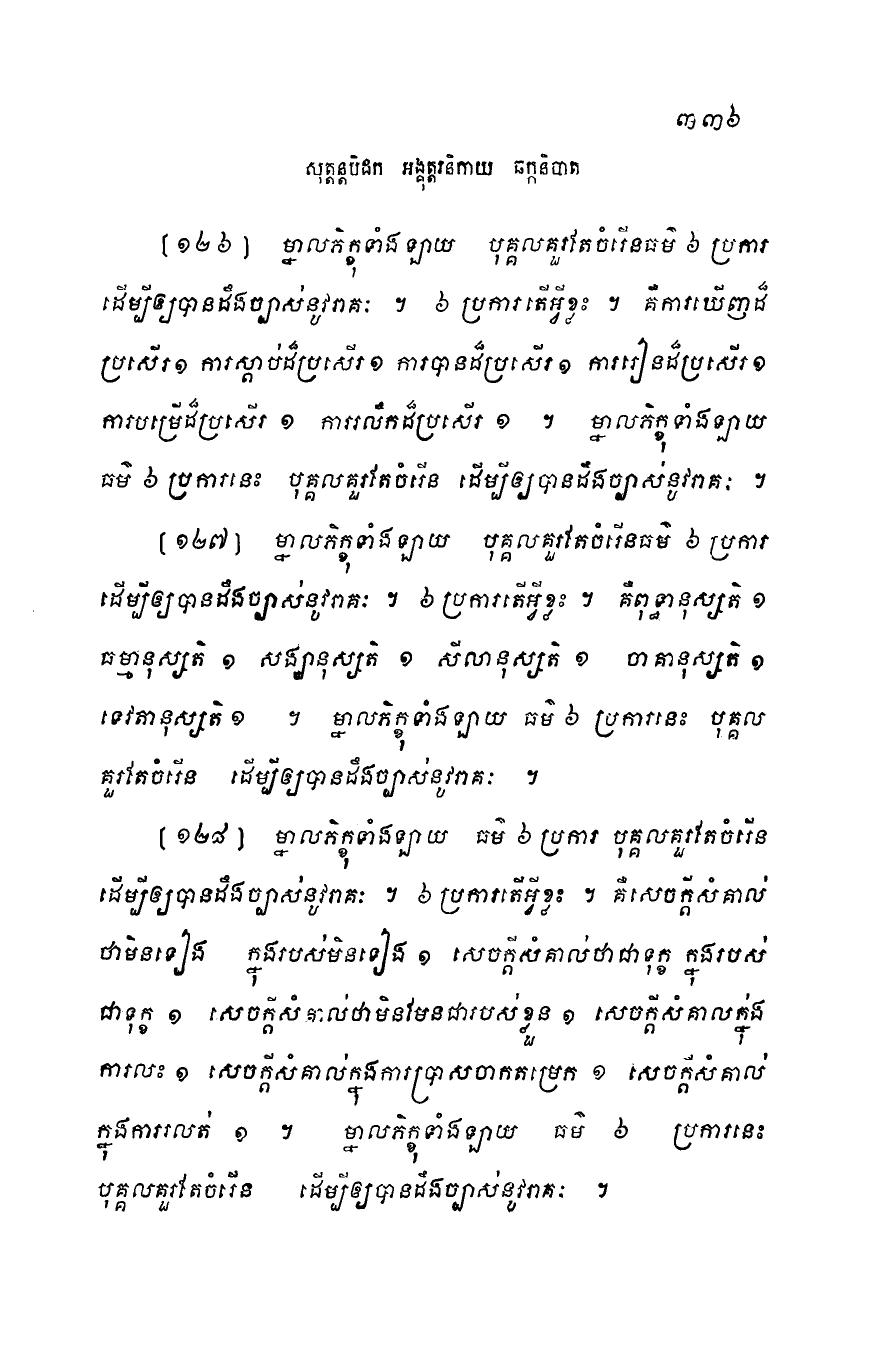 ៣៣៦
សុត្តន្តបិដក អង្គុត្តរនិកាយ ឆក្កនិបាត
(១២៦) ម្នាលភិក្ខុទាំងឡាយ បុគ្គលគួរតែចំរើនធម៌ ៦ ប្រការ
ដើម្បីឲ្យបានដឹងច្បាស់នូវរាគៈ ។ ៦ ប្រការតើអ្វីខ្លះ ។ គឺការឃើញដ៏
ប្រសើរ១ ការស្តាប់ដ៏ប្រសើរ១ ការបានដ៏ប្រសើរ១ ការរៀនដ៏ប្រសើរ១
ការបម្រើដ៏ប្រសើរ ១ ការរលឹកដ៏ប្រសើរ ១ ។ ម្នាលភិក្ខុទាំងឡាយ
ធម៌ ៦ ប្រការនេះ បុគ្គលគួរតែចំរើន ដើម្បីឲ្យបានដឹងច្បាស់នូវរាគៈ ។
(១២៧) ម្នាលភិក្ខុទាំងឡាយ បុគ្គលគួរតែចំរើនធម៌ ៦ ប្រការ
ដើម្បីឲ្យបានដឹងច្បាស់នូវរាគៈ ។ ៦ ប្រការតើអ្វីខ្លះ ។ គឺពុទ្ធានុស្សតិ ១
ធម្មានុស្សតិ ១ សង្ឃានុស្សតិ ១ សីលានុស្សតិ ១ ចាគានុស្សតិ ១
ទេវតានុស្សតិ ១ ។ ម្នាលភិក្ខុទាំងឡាយ ធម៌ ៦ ប្រការនេះ បុគ្គល
គួរតែចំរើន ដើម្បីឲ្យបានដឹងច្បាស់នូវរាគៈ ។
(១២៨) ម្នាលភិក្ខុទាំងឡាយ ធម៌ ៦ ប្រការ បុគ្គលគួរតែចំរើន
ដើម្បីឲ្យបានដឹងច្បាស់នូវរាគៈ ។ ៦ ប្រការតើអ្វីខ្លះ ។ គឺសេចក្តីសំគាល់
ថាមិនទៀង ក្នុងរបស់មិនទៀង ១ សេចក្តីសំគាល់ថាជាទុក្ខ ក្នុងរបស់
ជាទុក្ខ ១ សេចក្តីសំគាល់ថាមិនមែនជារបស់ខ្លួន ១ សេចក្តីសំគាលក្នុង
ការលះ ១ សេចក្តីសំគាល់ក្នុងការប្រាសចាកតម្រេក ១ សេចក្តីសំគាល់
ក្នុងការរលត់ ១ ។ ម្នាលភិក្ខុទាំងឡាយ ធម៌ ៦ ប្រការនេះ
បុគ្គលគួរតែចំរើន ដើម្បីឲ្យបានដឹងច្បាស់នូវរាគៈ ។